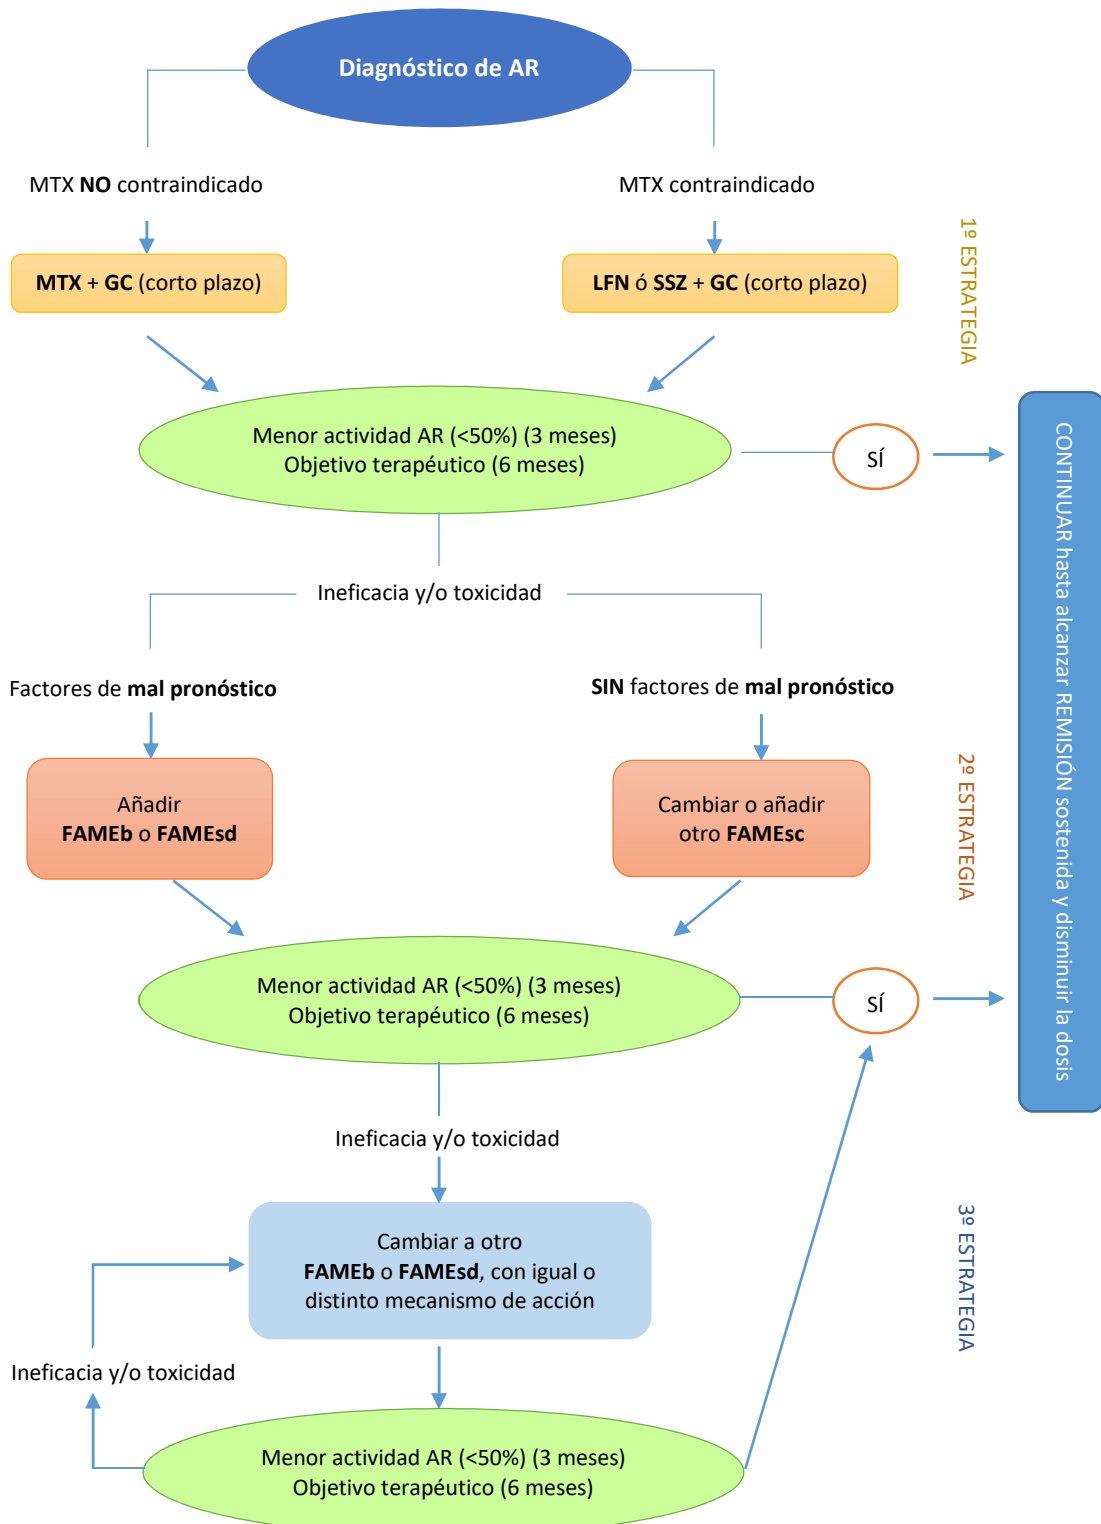 Diagnóstico de AR
MTX NO contraindicado
MTX contraindicado
MTX + GC (corto plazo)
LFN ó SSZ + GC (corto plazo)
1º ESTRATEGIA
Menor actividad AR (<50%) (3 meses)
Objetivo terapéutico (6 meses)
SÍ
CONTINUAR hasta alcanzar REMISIÓN sostenida y disminuir la dosis
Ineficacia y/o toxicidad
Factores de mal pronóstico
SIN factores de mal pronóstico
Añadir
FAMEb o FAMEsd
Cambiar o añadir
otro FAMEsc
2º ESTRATEGIA
Menor actividad AR (<50%) (3 meses)
Objetivo terapéutico (6 meses)
SÍ
Ineficacia y/o toxicidad
Cambiar a otro
FAMEb o FAMEsd, con igual o
distinto mecanismo de acción
3º ESTRATEGIA
Ineficacia y/o toxicidad
Menor actividad AR (<50%) (3 meses)
Objetivo terapéutico (6 meses)